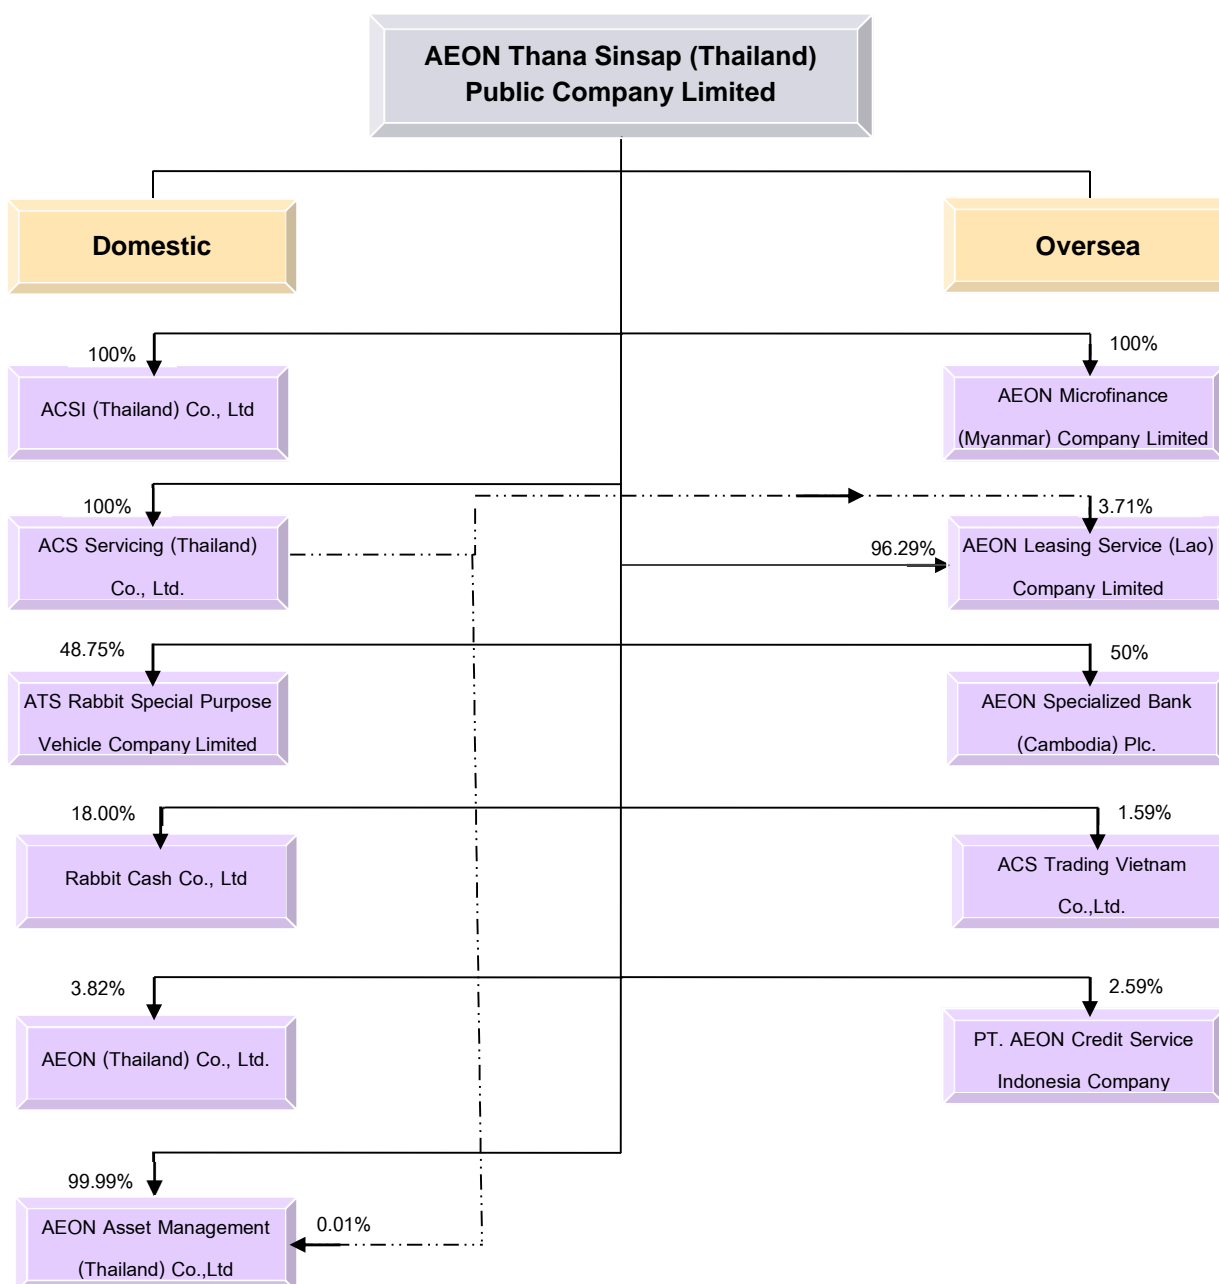 AEON Thana Sinsap (Thailand)
Public Company Limited
Domestic
Oversea
100%
100%
ACSI (Thailand) Co., Ltd
AEON Microfinance
(Myanmar) Company Limited
100%
3.71%
ACS Servicing (Thailand)
Co., Ltd.
96.29%
AEON Leasing Service (Lao)
Company Limited
48.75%
50%
ATS Rabbit Special Purpose
Vehicle Company Limited
AEON Specialized Bank
(Cambodia) Plc.
18.00%
1.59%
Rabbit Cash Co., Ltd
ACS Trading Vietnam
Co.,Ltd.
3.82%
2.59%
AEON (Thailand) Co., Ltd.
PT. AEON Credit Service
Indonesia Company
99.99%
AEON Asset Management
(Thailand) Co.,Ltd
0.01%